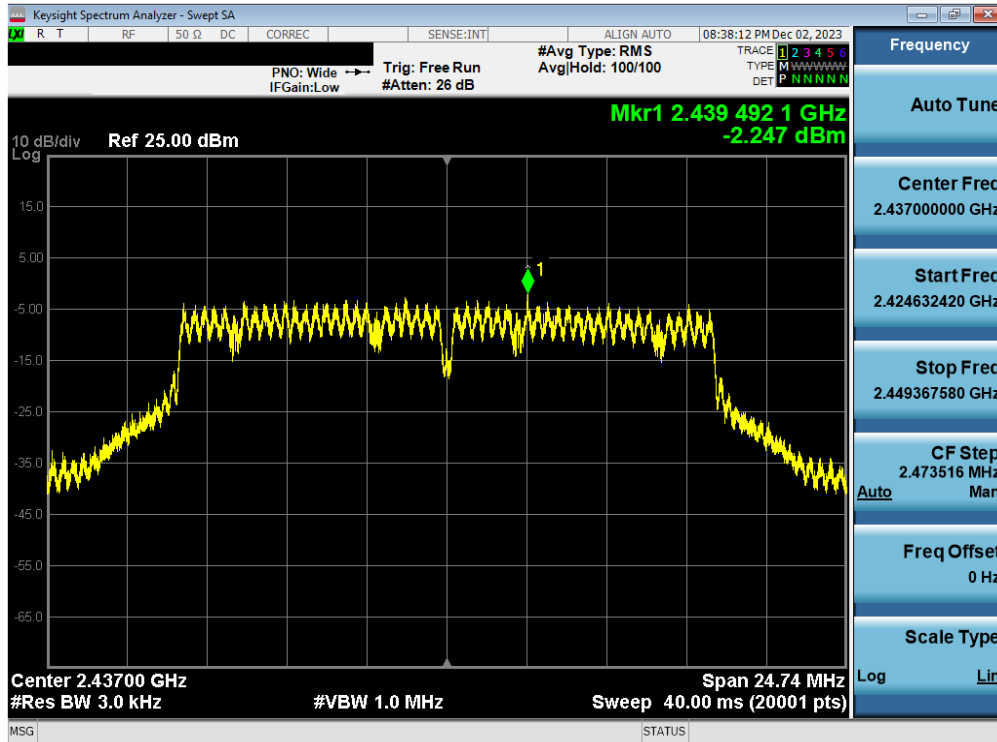 Keysight Spectrum Analyzer - Swept SA
LXI R T RF 50 Ω DC CORREC SENSE:INT ALIGN AUTO 08:38:12 PM Dec 02, 2023
PNO: Wide
IFGain:Low
Trig: Free Run
#Atten: 26 dB
#Avg Type: RMS
Avg|Hold: 100/100
TRACE 1 2 3 4 5 6
TYPE M WWWWW
DET P N N N N N
Mkr1 2.439 492 1 GHz
-2.247 dBm
10 dB/div Ref 25.00 dBm
Log
15.0
5.00
-5.00
-15.0
-25.0
-35.0
-45.0
-55.0
-65.0
1
Center 2.43700 GHz Span 24.74 MHz
#Res BW 3.0 kHz #VBW 1.0 MHz Sweep 40.00 ms (20001 pts)
MSG STATUS
Frequency
Auto Tune
Center Freq
2.437000000 GHz
Start Freq
2.424632420 GHz
Stop Freq
2.449367580 GHz
CF Step
2.473516 MHz
Auto Man
Freq Offset
0 Hz
Scale Type
Log Lin